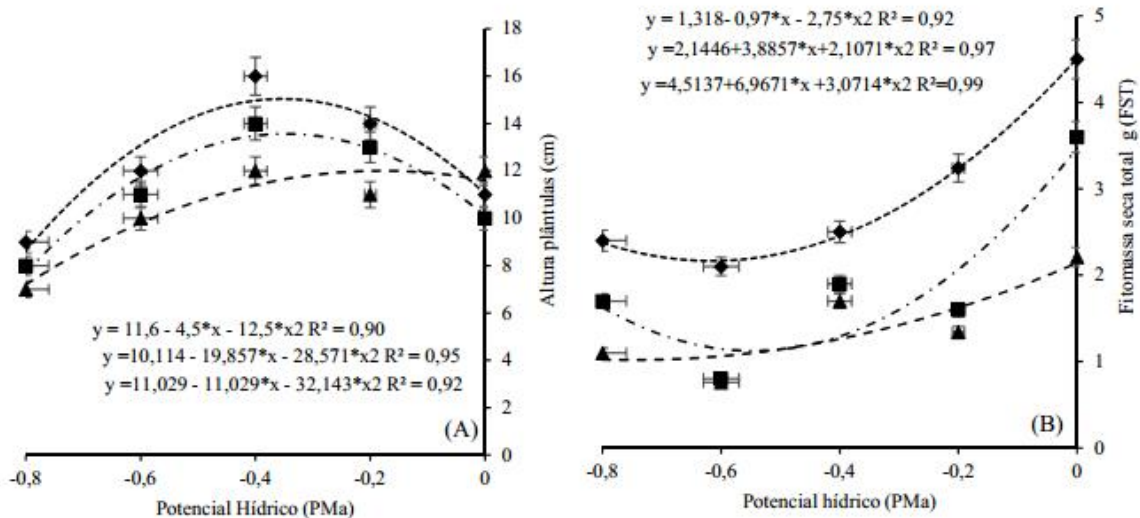 18
16
14
12
10
8
6
4
2
0
Altura plântulas (cm)
y = 11,6 - 4,5*x - 12,5*x2 R² = 0,90
y =10,114 - 19,857*x - 28,571*x2 R² = 0,95
y =11,029 - 11,029*x - 32,143*x2 R² = 0,92
(A)
-0,8 -0,6 -0,4 -0,2 0
Potencial Hídrico (PMa)
y = 1,318- 0,97*x - 2,75*x2 R² = 0,92
y =2,1446+3,8857*x+2,1071*x2 R² = 0,97
y=4,5137+6,9671*x +3,0714*x2 R²=0,99
5
4
3
2
1
0
Fitomassa seca total g (FST)
(B)
-0,8 -0,6 -0,4 -0,2 0
Potencial hídrico (PMa)